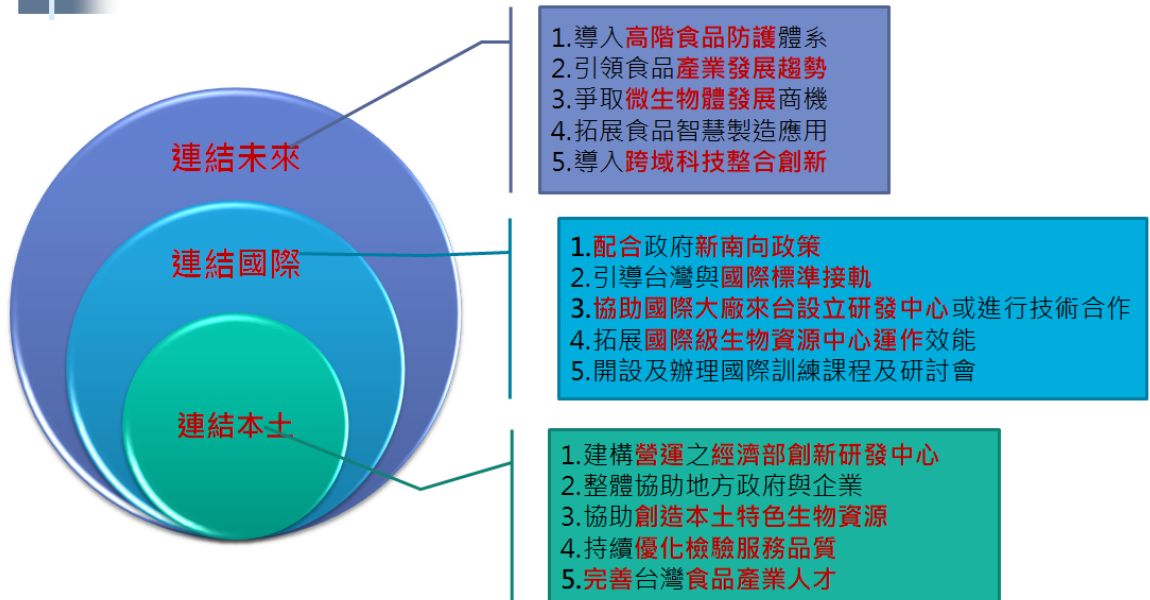 連結未來
1.導入高階食品防護體系
2.引領食品產業發展趨勢
3.爭取微生物體發展商機
4.拓展食品智慧製造應用
5.導入跨域科技整合創新
連結國際
1.配合政府新南向政策
2.引導台灣與國際標準接軌
3.協助國際大廠來台設立研發中心或進行技術合作
4.拓展國際級生物資源中心運作效能
5.開設及辦理國際訓練課程及研討會
連結本土
1.建構營運之經濟部創新研發中心
2.整體協助地方政府與企業
3.協助創造本土特色生物資源
4.持續優化檢驗服務品質
5.完善台灣食品產業人才